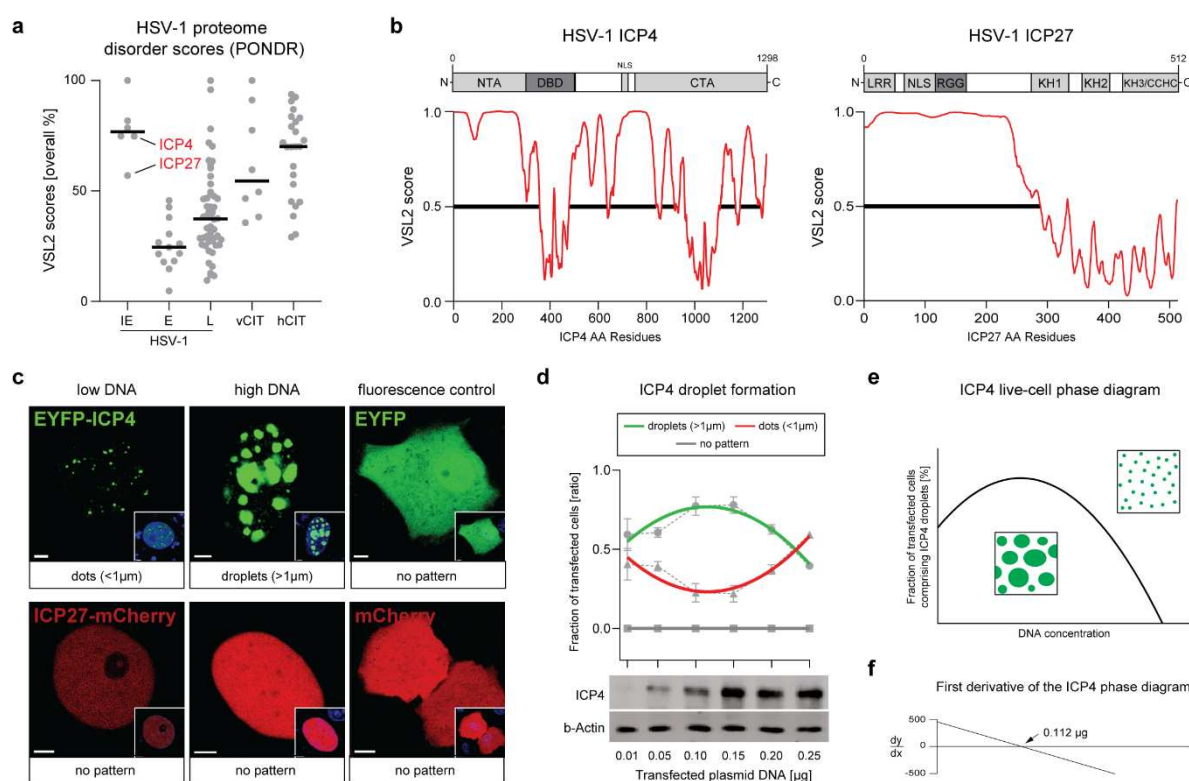 a
HSV-1 proteome
disorder scores (PONDR)
VSL2 scores [overall %]
100
50
0
ICP4
ICP27
IE E L vCIT hCIT
HSV-1
b
HSV-1 ICP4
0 NLS 1298
N NTA DBD CTA C
VSL2 score
0.5
1.0
0 200 400 600 800 1000 1200
ICP4 AA Residues
HSV-1 ICP27
0 512
N LRR NLS RGG KH1 KH2 KH3/CCHC C
VSL2 score
1.0
0.5
1.0
0 100 200 300 400 500
ICP27 AA Residues
c
low DNA high DNA fluorescence control
EYFP-ICP4 EYFP
dots (<1µm) droplets (>1µm) no pattern
ICP27-mCherry mCherry
no pattern no pattern no pattern
d
ICP4 droplet formation
droplets (>1µm) dots (<1µm)
no pattern
Fraction of transfected cells [ratio]
1.0
0.5
0.0
ICP4
b-Actin
0.01 0.05 0.10 0.15 0.20 0.25
Transfected plasmid DNA [µg]
e
ICP4 live-cell phase diagram
Fraction of transfected cells
comprising ICP4 droplets [%]
DNA concentration
f
First derivative of the ICP4 phase diagram
500
0.112 µg
dy
dx
0
-500